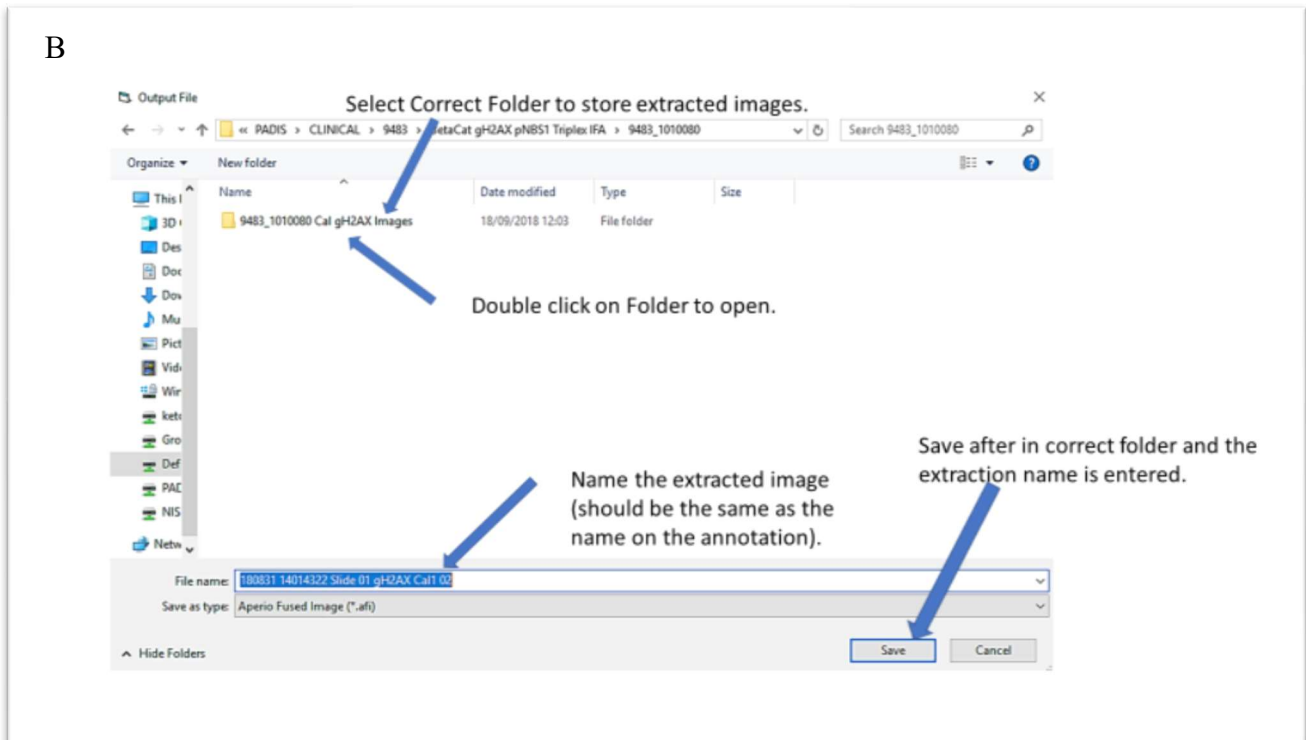 B
Output File
Select Correct Folder to store extracted images.
« PADIS > CLINICAL > 9483 > etaCat gH2AX pNBS1 Triplex IFA > 9483_1010080
Search 9483_1010080
Organize
New folder
Name
Date modified
Type
Size
This
9483_1010080 Cal gH2AX Images
18/09/2018 12:03
File folder
3D
Des
Doc
Dov
Double click on Folder to open.
Mu
Pict
Vid
Wir
ket
Gro
Save after in correct folder and the
extraction name is entered.
Def
Name the extracted image
(should be the same as the
name on the annotation).
PAD
NIS
Netw
File name: 180831 14014322 Slide 01 gH2AX Cal1 02
Save as type: Aperio Fused Image (*.afi)
Hide Folders
Save
Cancel